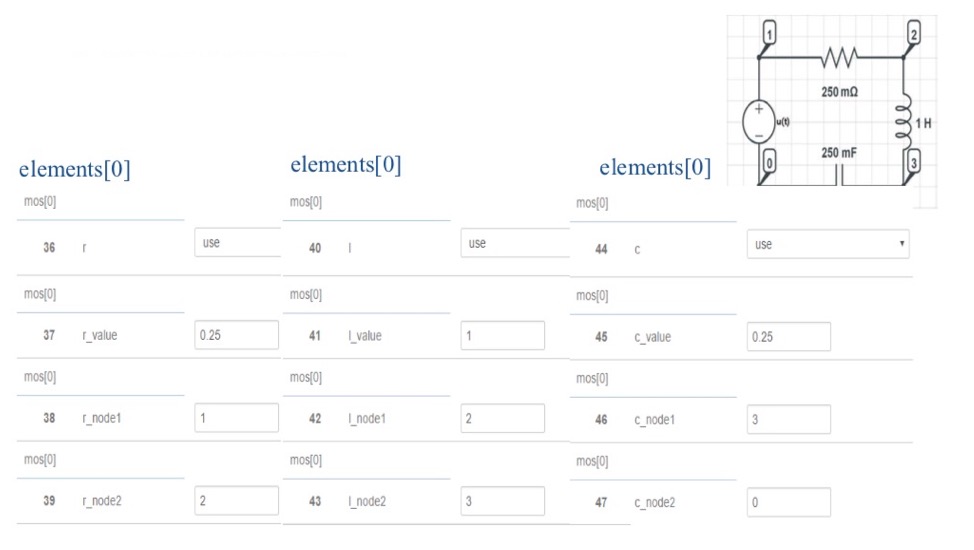 1
2
250 mΩ
+
u(t)
−
1 H
250 mF
0
3
elements[0]
elements[0]
elements[0]
mos[0]
mos[0]
mos[0]
36 r use
40 l use
44 c use
mos[0]
mos[0]
mos[0]
37 r_value 0.25
41 l_value 1
45 c_value 0.25
mos[0]
mos[0]
mos[0]
38 r_node1 1
42 l_node1 2
46 c_node1 3
mos[0]
mos[0]
mos[0]
39 r_node2 2
43 l_node2 3
47 c_node2 0